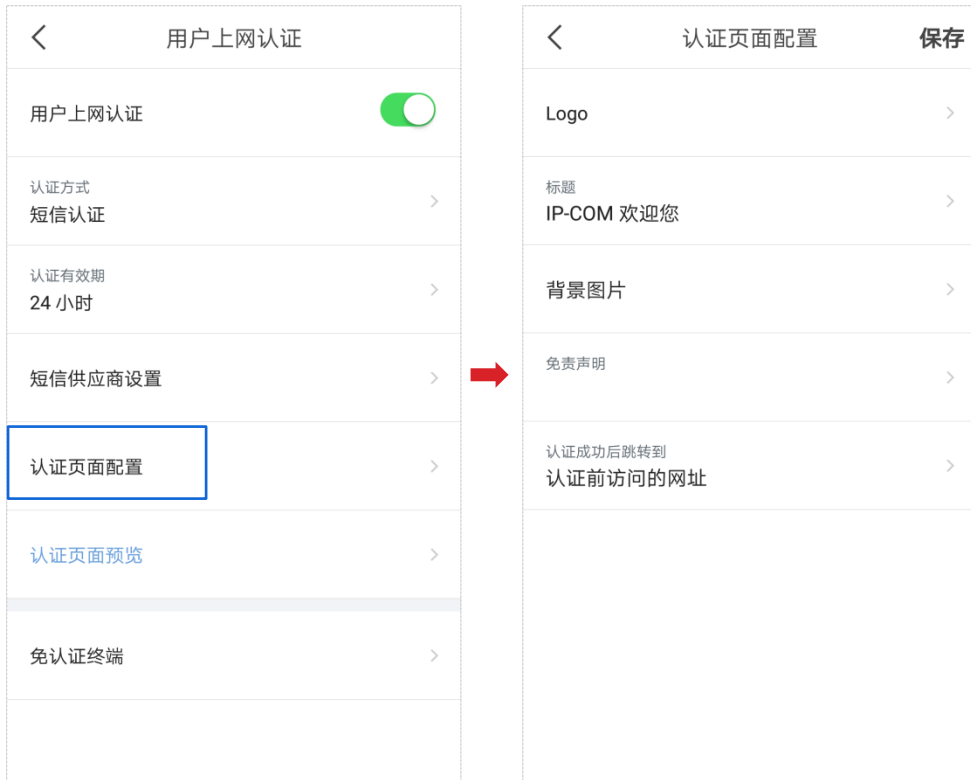 用户上网认证
用户上网认证
认证方式
短信认证
认证有效期
24 小时
短信供应商设置
认证页面配置
认证页面预览
免认证终端
认证页面配置
保存
Logo
标题
IP-COM 欢迎您
背景图片
免责声明
认证成功后跳转到
认证前访问的网址